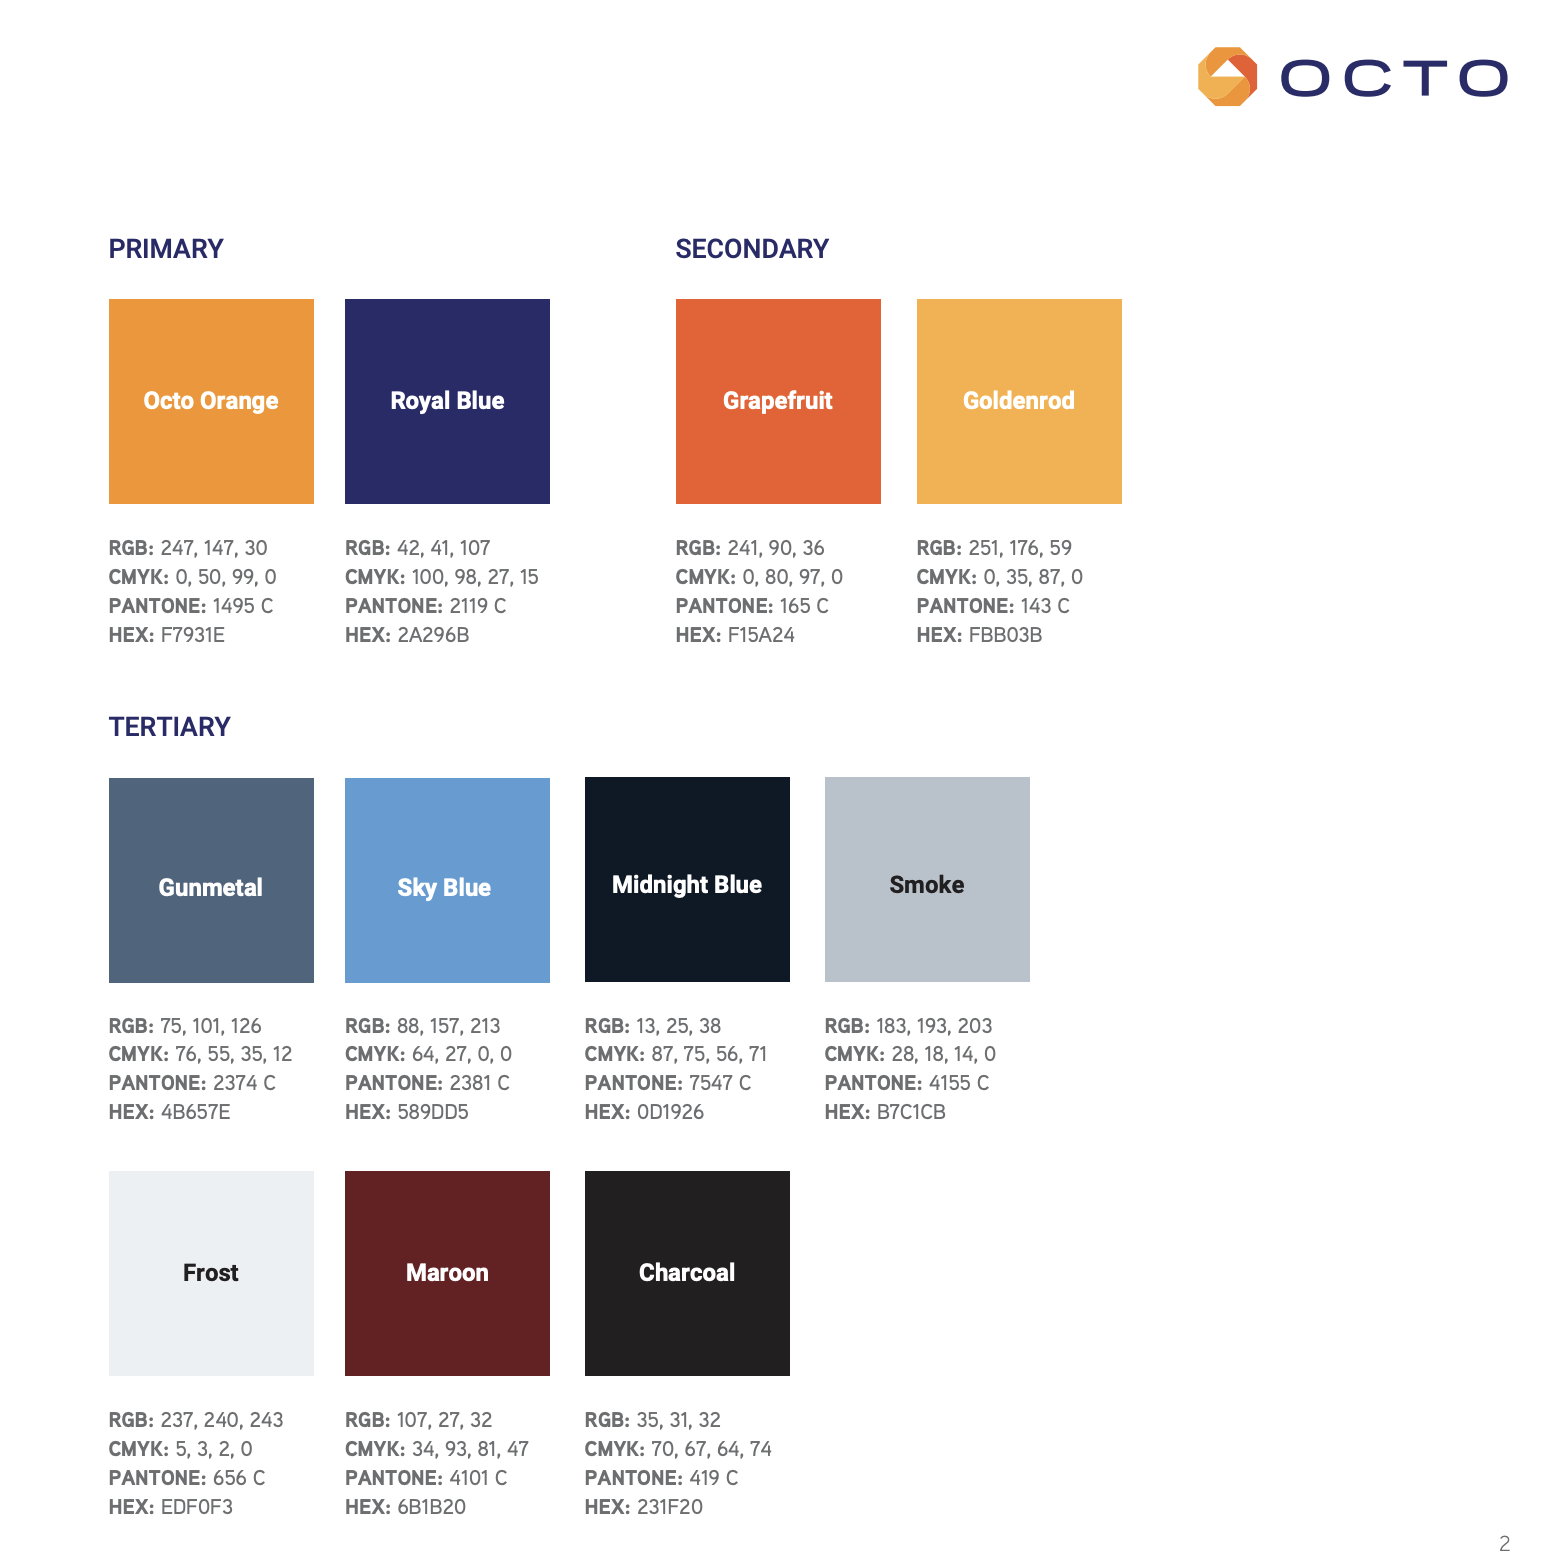 OCTO
PRIMARY
Octo Orange
RGB: 247, 147, 30
CMYK: 0, 50, 99, 0
PANTONE: 1495 C
HEX: F7931E
Royal Blue
RGB: 42, 41, 107
CMYK: 100, 98, 27, 15
PANTONE: 2119 C
HEX: 2A296B
SECONDARY
Grapefruit
RGB: 241, 90, 36
CMYK: 0, 80, 97, 0
PANTONE: 165 C
HEX: F15A24
Goldenrod
RGB: 251, 176, 59
CMYK: 0, 35, 87, 0
PANTONE: 143 C
HEX: FBB03B
TERTIARY
Gunmetal
RGB: 75, 101, 126
CMYK: 76, 55, 35, 12
PANTONE: 2374 C
HEX: 4B657E
Sky Blue
RGB: 88, 157, 213
CMYK: 64, 27, 0, 0
PANTONE: 2381 C
HEX: 589DD5
Midnight Blue
RGB: 13, 25, 38
CMYK: 87, 75, 56, 71
PANTONE: 7547 C
HEX: 0D1926
Smoke
RGB: 183, 193, 203
CMYK: 28, 18, 14, 0
PANTONE: 4155 C
HEX: B7C1CB
Frost
RGB: 237, 240, 243
CMYK: 5, 3, 2, 0
PANTONE: 656 C
HEX: EDF0F3
Maroon
RGB: 107, 27, 32
CMYK: 34, 93, 81, 47
PANTONE: 4101 C
HEX: 6B1B20
Charcoal
RGB: 35, 31, 32
CMYK: 70, 67, 64, 74
PANTONE: 419 C
HEX: 231F20
2